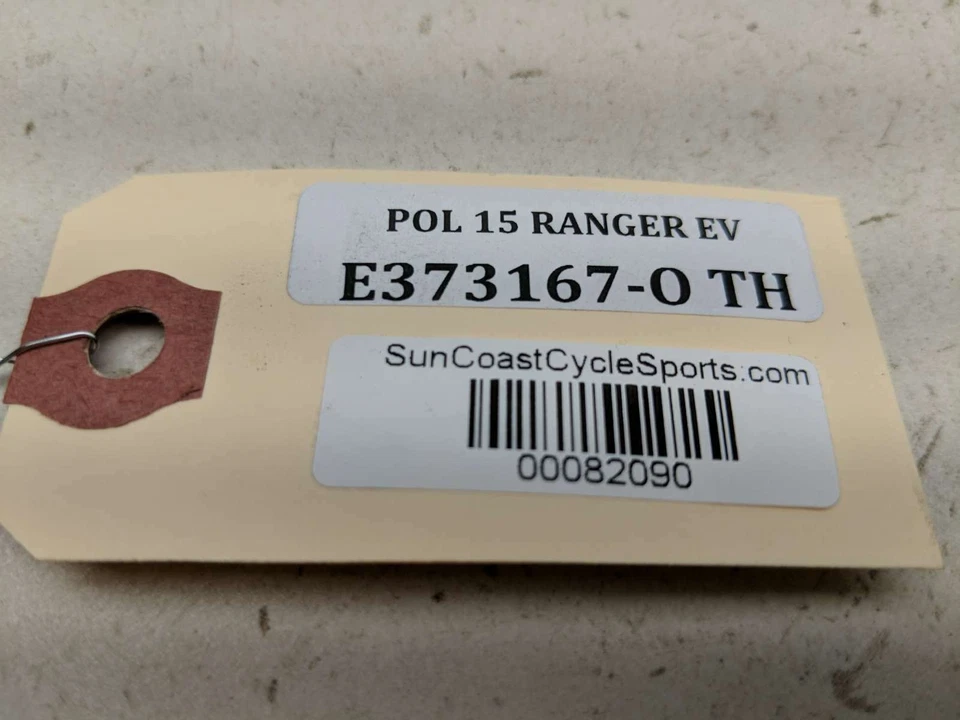 POL 15 RANGER EV
E373167-O TH
SunCoastCycleSports.com
00082090